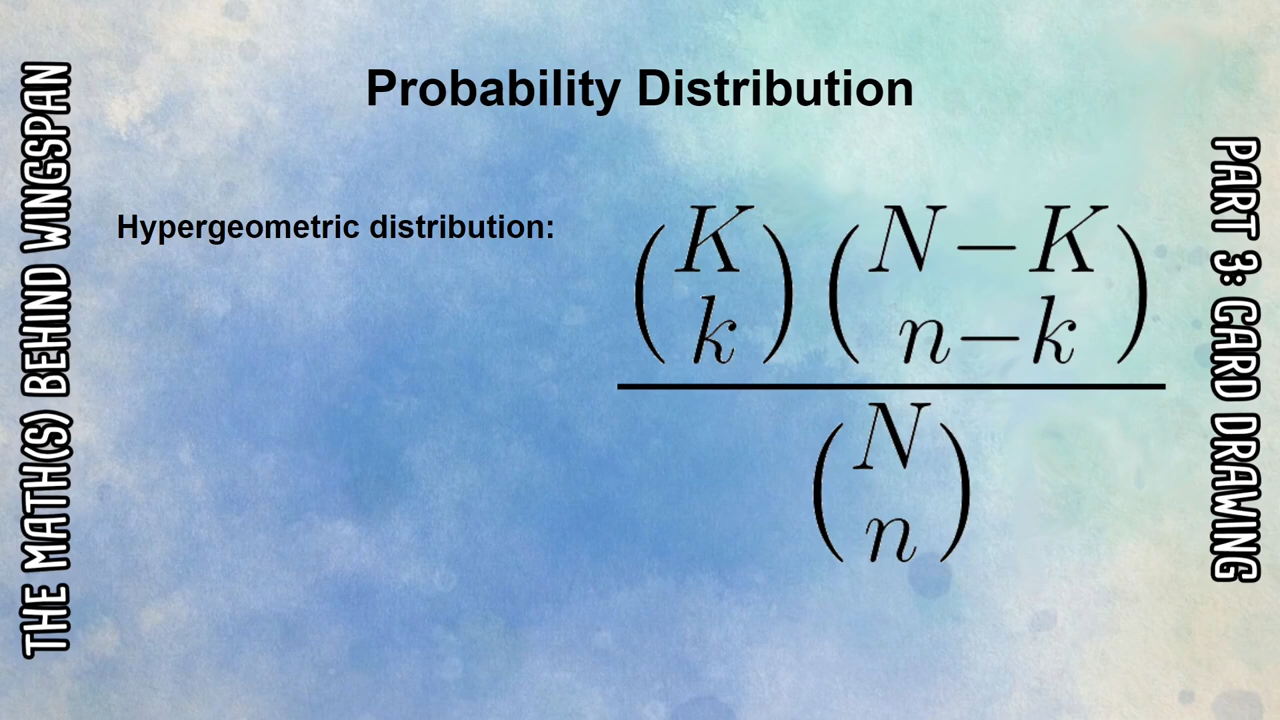 THE MATH(S) BEHIND WINGSPAN
Probability Distribution
Hypergeometric distribution:
(K) (N − K)
(k) (n − k)
(N)
(n)
PART 3: CARD DRAWING